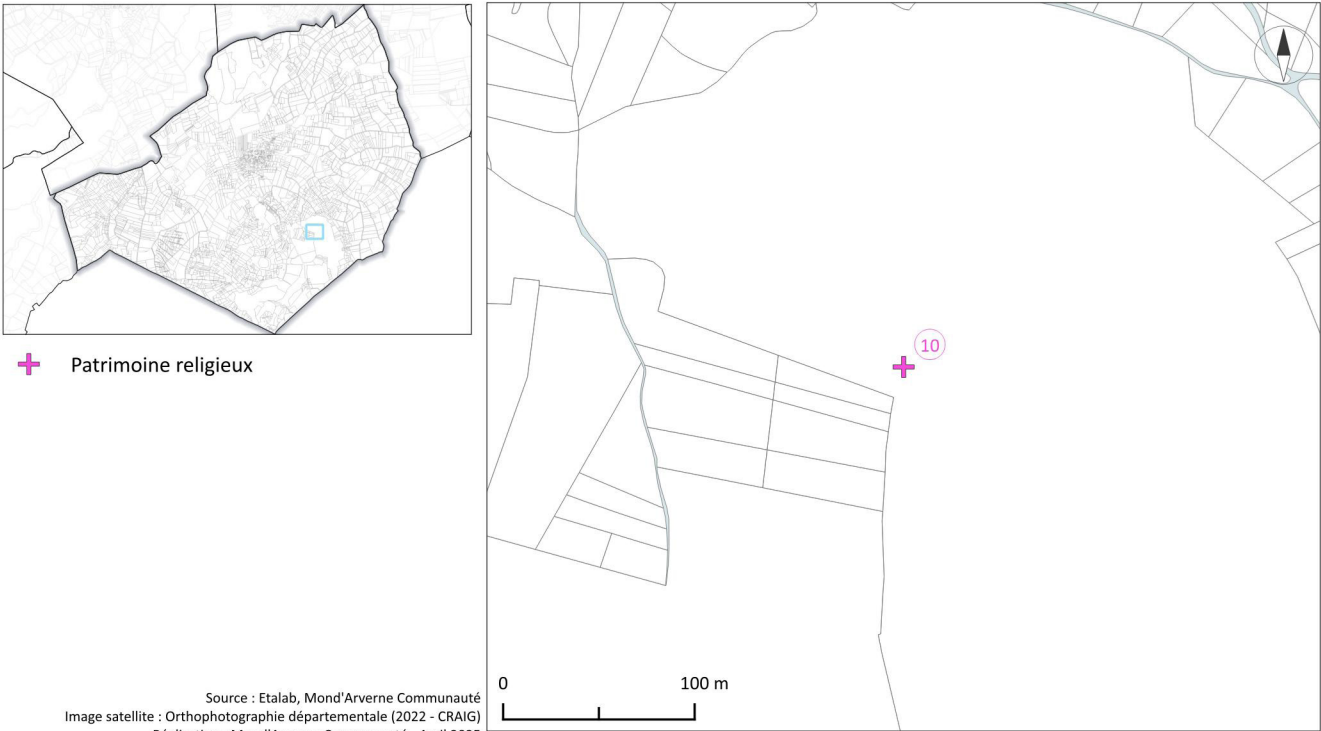 Patrimoine religieux
10
0 100 m
Source : Etalab, Mond'Arverne Communauté
Image satellite : Orthophotographie départementale (2022 - CRAIG)